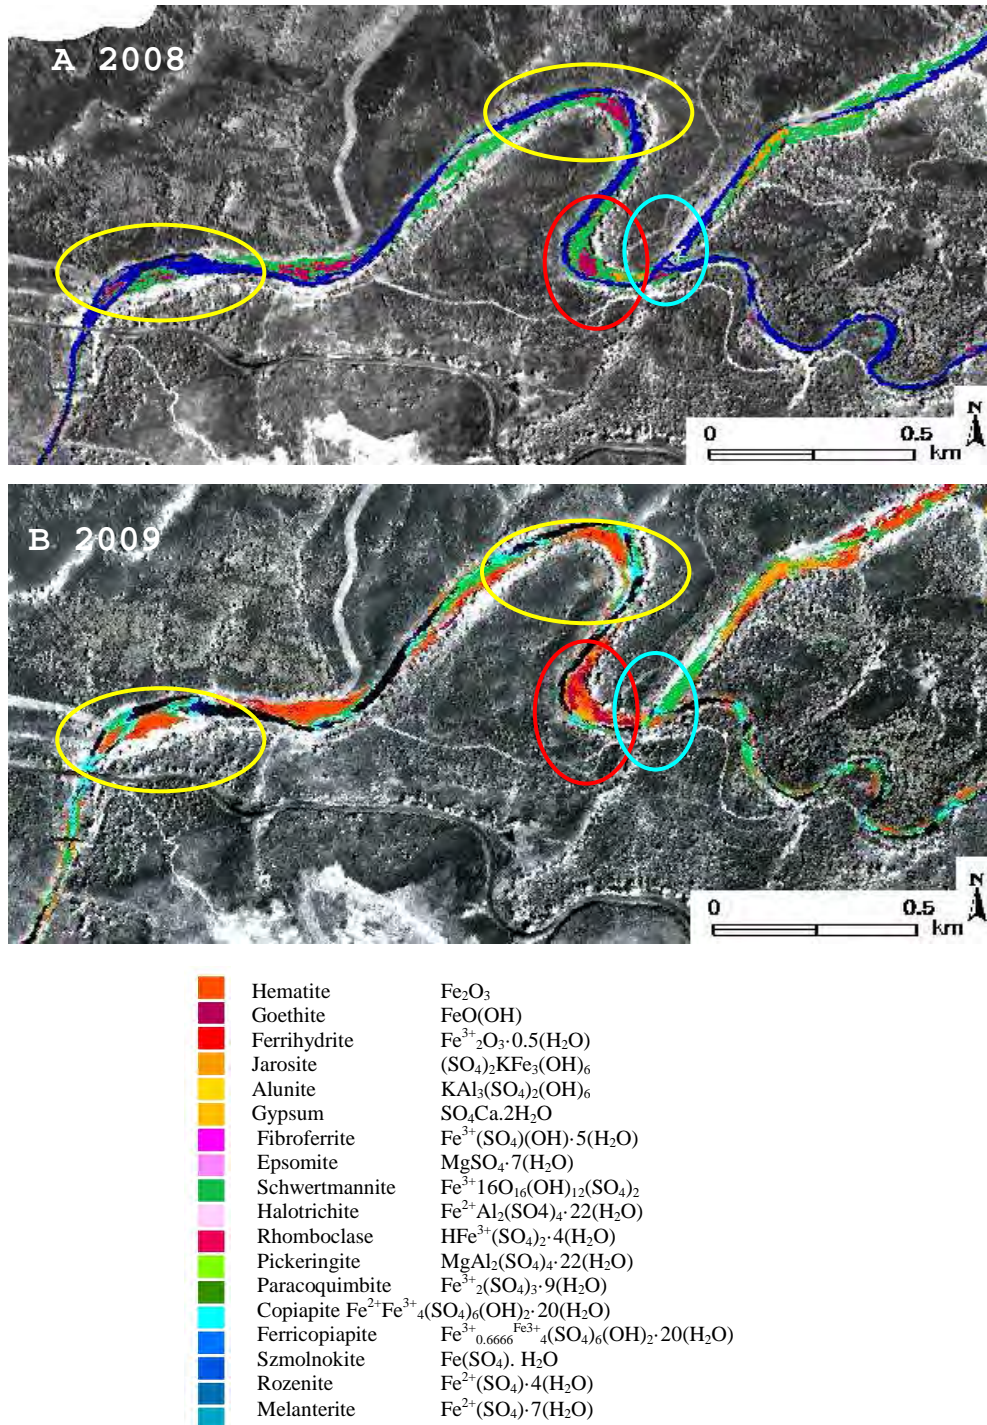 A 2008
N
0 0.5
km
B 2009
N
0 0.5
km
Hematite Fe₂O₃
Goethite FeO(OH)
Ferrihydrite Fe³⁺₂O₃·0.5(H₂O)
Jarosite (SO₄)₂KFe₃(OH)₆
Alunite KAl₃(SO₄)₂(OH)₆
Gypsum SO₄Ca.2H₂O
Fibroferrite Fe³⁺(SO₄)(OH)·5(H₂O)
Epsomite MgSO₄·7(H₂O)
Schwertmannite Fe³⁺16O₁₆(OH)₁₂(SO₄)₂
Halotrichite Fe²⁺Al₂(SO4)₄·22(H₂O)
Rhomboclase HFe³⁺(SO₄)₂·4(H₂O)
Pickeringite MgAl₂(SO₄)₄·22(H₂O)
Paracoquimbite Fe³⁺₂(SO₄)₃·9(H₂O)
Copiapite Fe²⁺Fe³⁺₄(SO₄)₆(OH)₂·20(H₂O)
Ferricopiapite Fe³⁺₀.₆₆₆₆Fe³⁺₄(SO₄)₆(OH)₂·20(H₂O)
Szmolnokite Fe(SO₄). H₂O
Rozenite Fe²⁺(SO₄)·4(H₂O)
Melanterite Fe²⁺(SO₄)·7(H₂O)